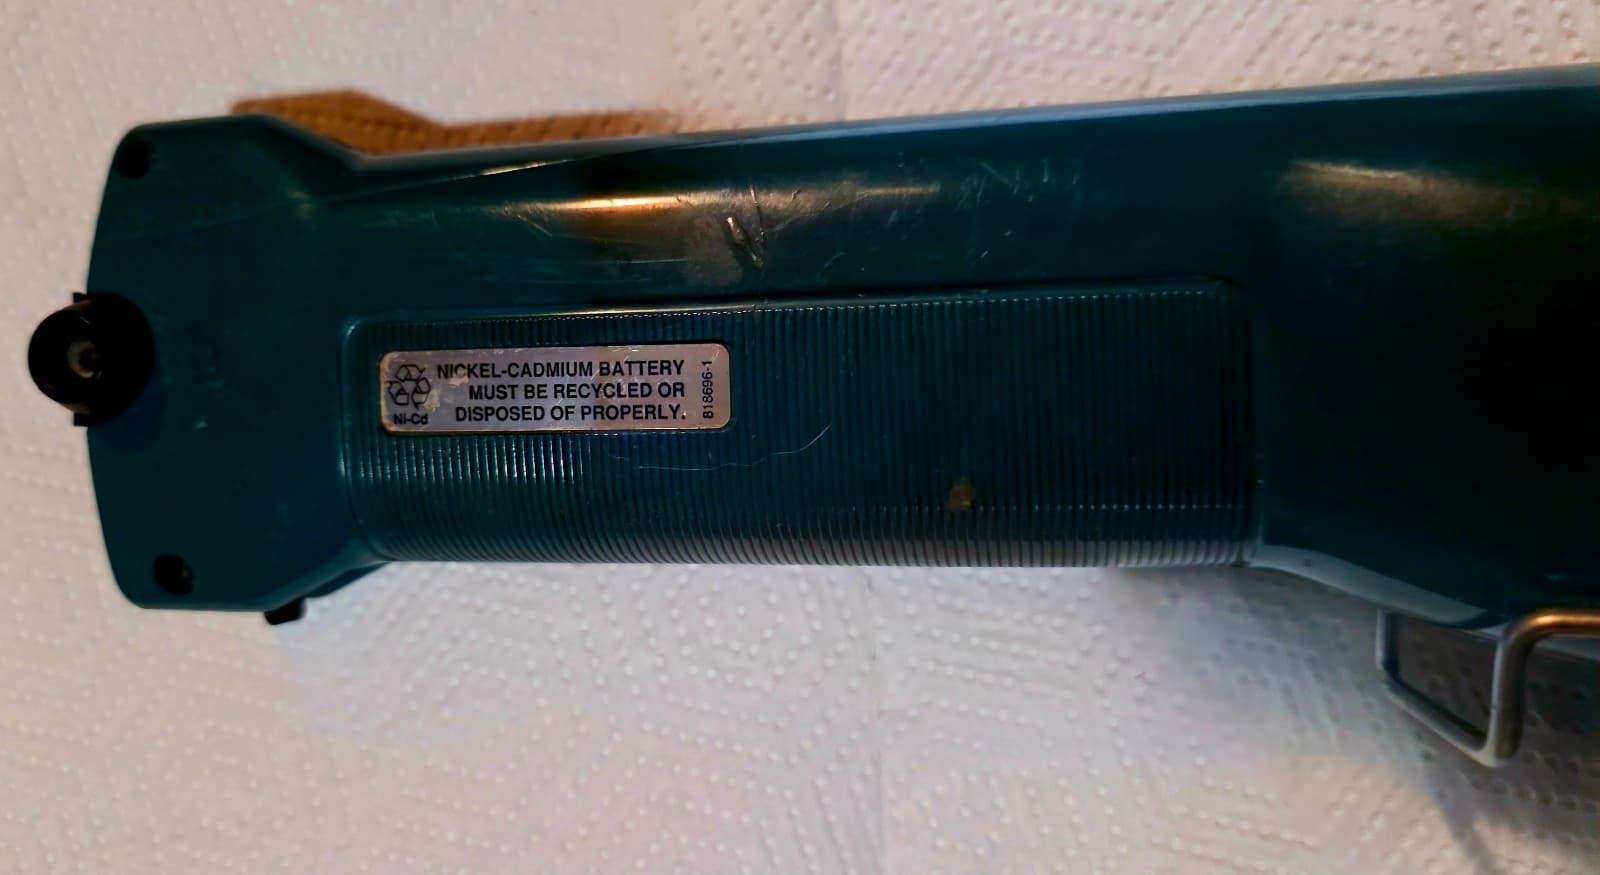 NICKEL-CADMIUM BATTERY
MUST BE RECYCLED OR
DISPOSED OF PROPERLY.
Ni-Cd
818696-1